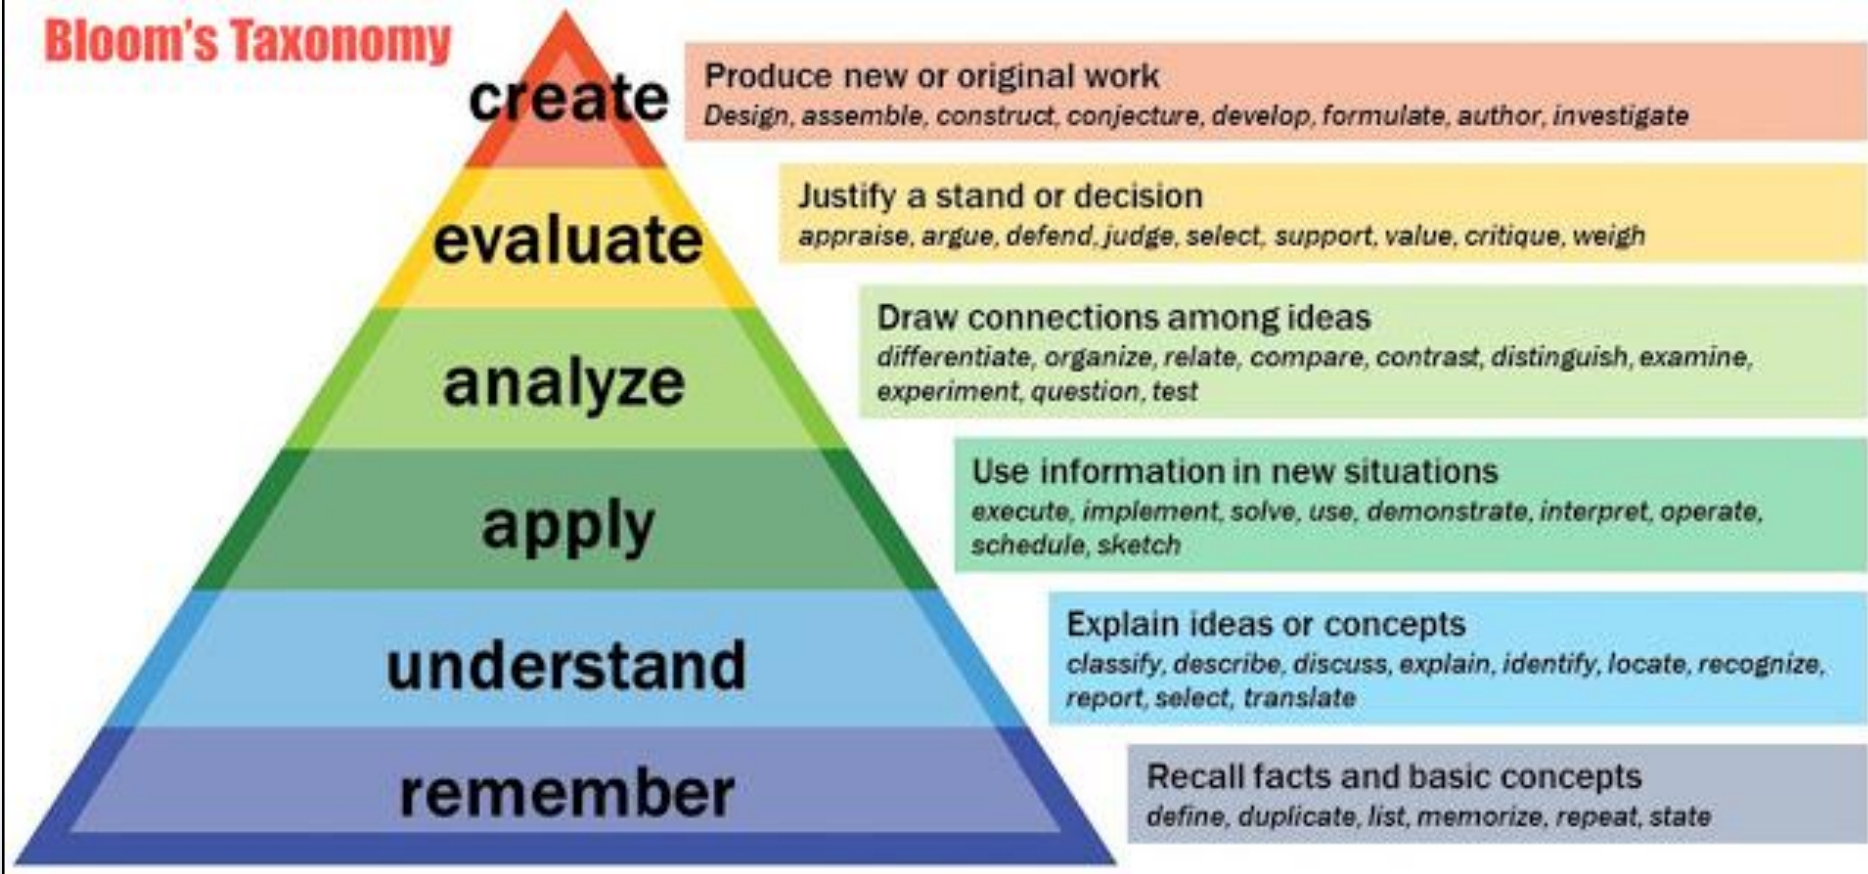 Bloom's Taxonomy
create
Produce new or original work
Design, assemble, construct, conjecture, develop, formulate, author, investigate
evaluate
Justify a stand or decision
appraise, argue, defend, judge, select, support, value, critique, weigh
analyze
Draw connections among ideas
differentiate, organize, relate, compare, contrast, distinguish, examine,
experiment, question, test
apply
Use information in new situations
execute, implement, solve, use, demonstrate, interpret, operate,
schedule, sketch
understand
Explain ideas or concepts
classify, describe, discuss, explain, identify, locate, recognize,
report, select, translate
remember
Recall facts and basic concepts
define, duplicate, list, memorize, repeat, state